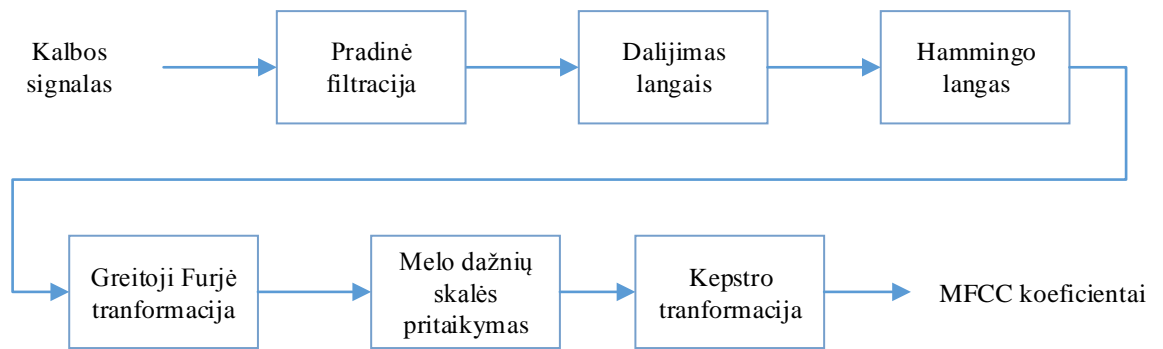 Kalbos
signalas
Pradinė
filtracija
Dalijimas
langais
Hammingo
langas
Greitoji Furjė
tranformacija
Melo dažnių
skalės
pritaikymas
Kepstro
tranformacija
MFCC koeficientai